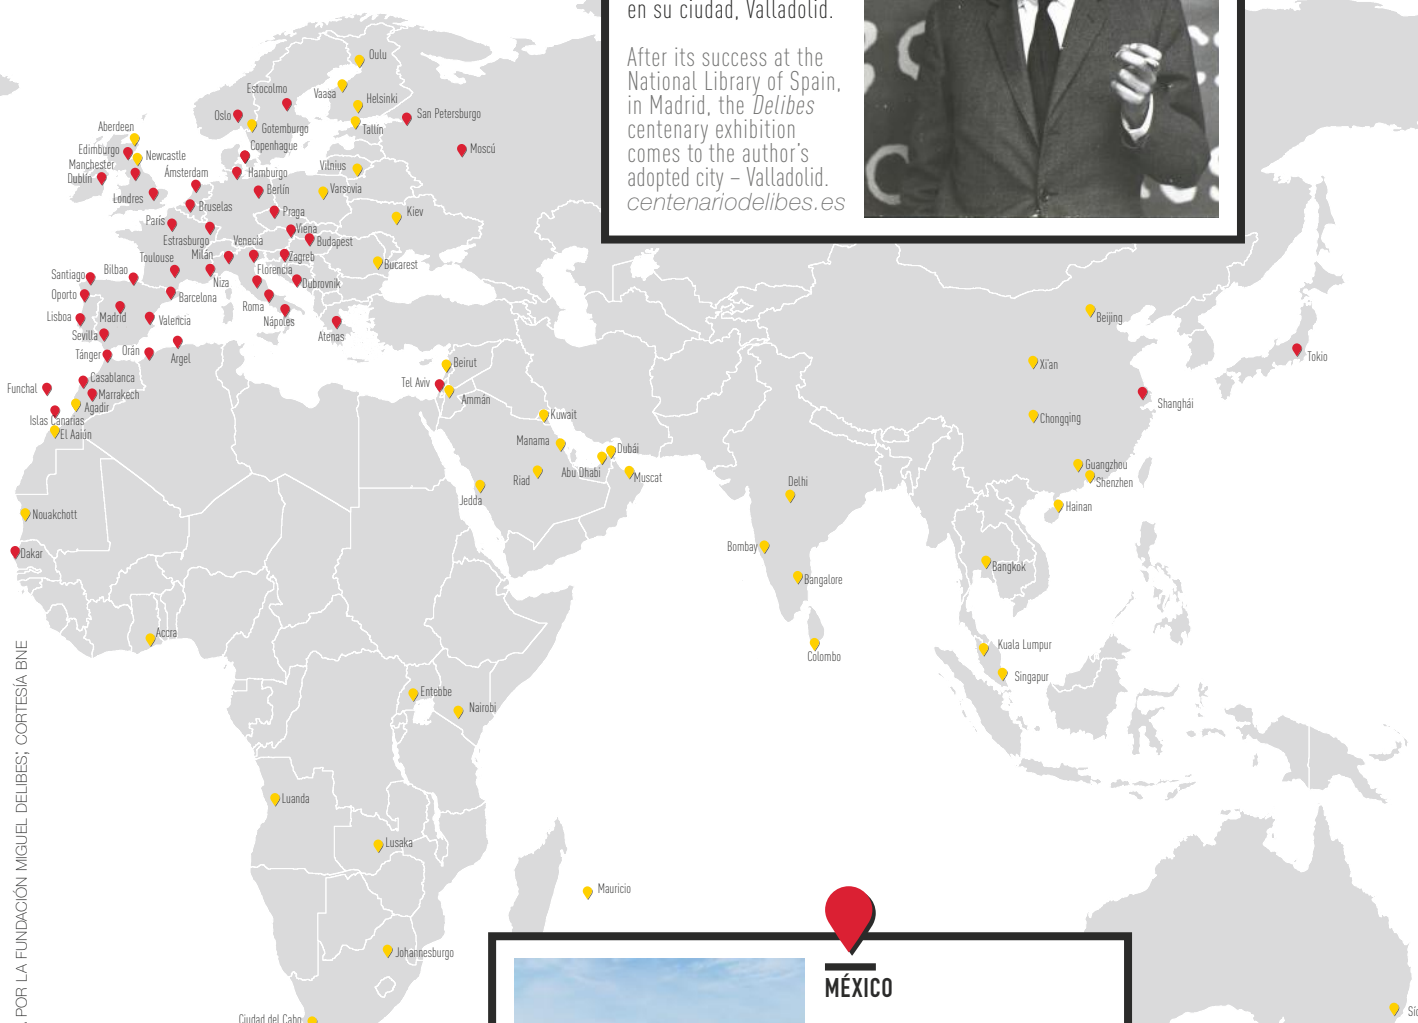 en su ciudad, Valladolid.
After its success at the
National Library of Spain,
in Madrid, the Delibes
centenary exhibition
comes to the author's
adopted city – Valladolid.
centenariodelibes.es
Oulu
Vaasa
Estocolmo
Helsinki
Oslo
Gotemburgo
Tallin
San Petersburgo
Aberdeen
Edimburgo
Newcastle
Copenhague
Moscú
Manchester
Dublín
Ámsterdam
Hamburgo
Vilnius
Londres
Berlín
Varsovia
Bruselas
París
Praga
Kiev
Estrasburgo
Viena
Venecia
Budapest
Toulouse
Milán
Zagreb
Bucarest
Santiago
Bilbao
Niza
Florencia
Dubrovnik
Oporto
Barcelona
Roma
Lisboa
Madrid
Valencia
Nápoles
Sevilla
Atenas
Tánger
Orán
Argel
Casablanca
Funchal
Marrakech
Agadir
Islas Canarias
El Aaiún
Beirut
Tel Aviv
Ammán
Kuwait
Manama
Dubái
Riad
Abu Dhabi
Muscat
Jedda
Nouakchott
Dakar
Accra
Entebbe
Nairobi
Luanda
Lusaka
Mauricio
Johannesburgo
Ciudad del Cabo
Delhi
Bombay
Bangalore
Colombo
Beijing
Xi'an
Chongqing
Shanghái
Tokio
Guangzhou
Shenzhen
Hainan
Bangkok
Kuala Lumpur
Singapur
POR LA FUNDACIÓN MIGUEL DELIBES; CORTESÍA BNE
MÉXICO